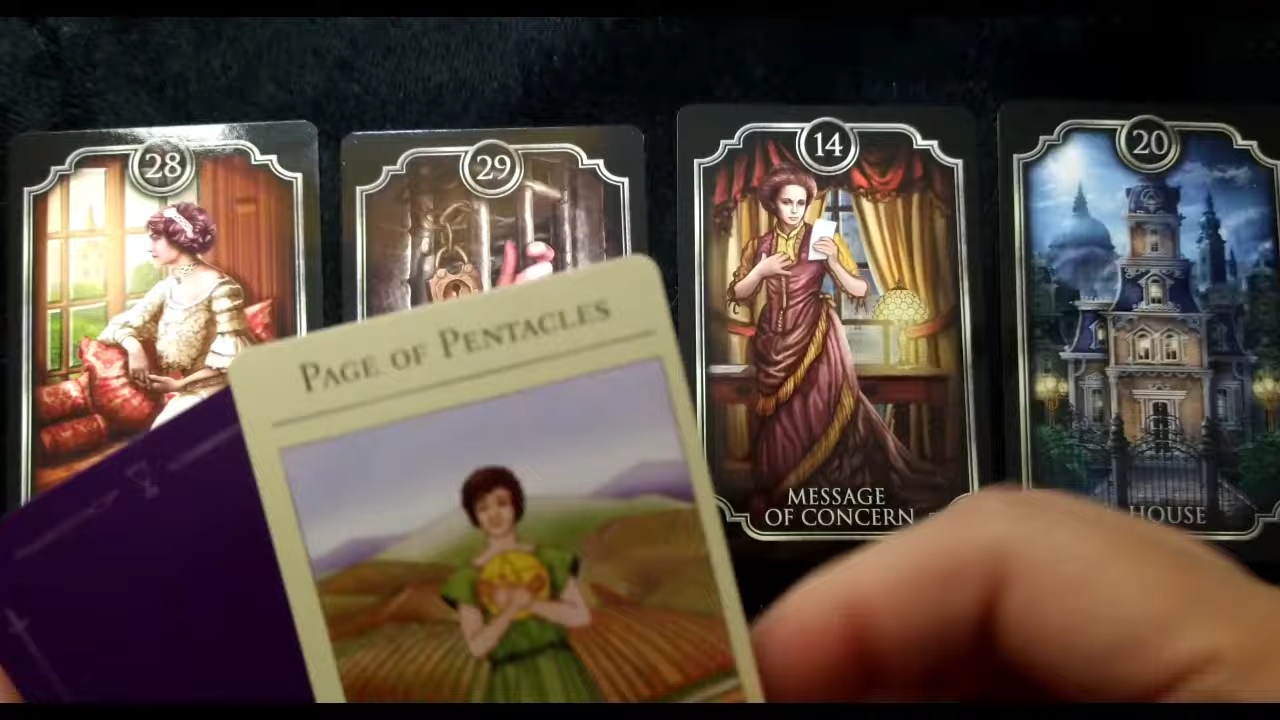 28
29
14
20
PAGE OF PENTACLES
MESSAGE
OF CONCERN
HOUSE